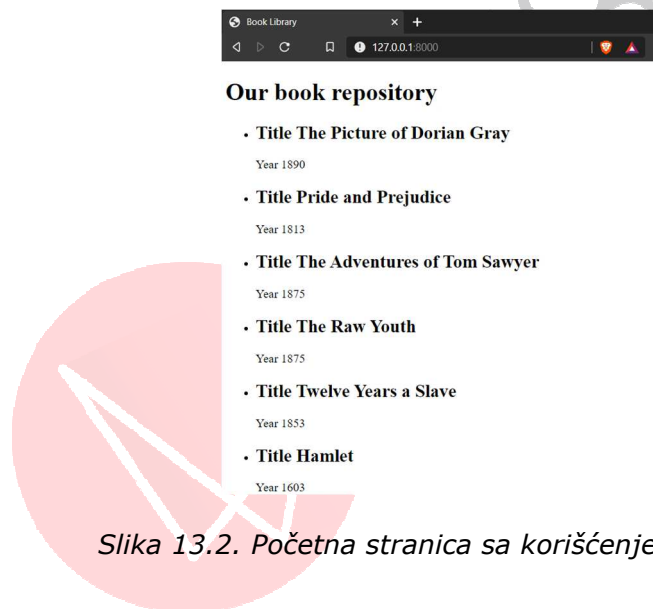 Book Library
127.0.0.1:8000
Our book repository
Title The Picture of Dorian Gray
Year 1890
Title Pride and Prejudice
Year 1813
Title The Adventures of Tom Sawyer
Year 1875
Title The Raw Youth
Year 1875
Title Twelve Years a Slave
Year 1853
Title Hamlet
Year 1603
Slika 13.2. Početna stranica sa korišćenje